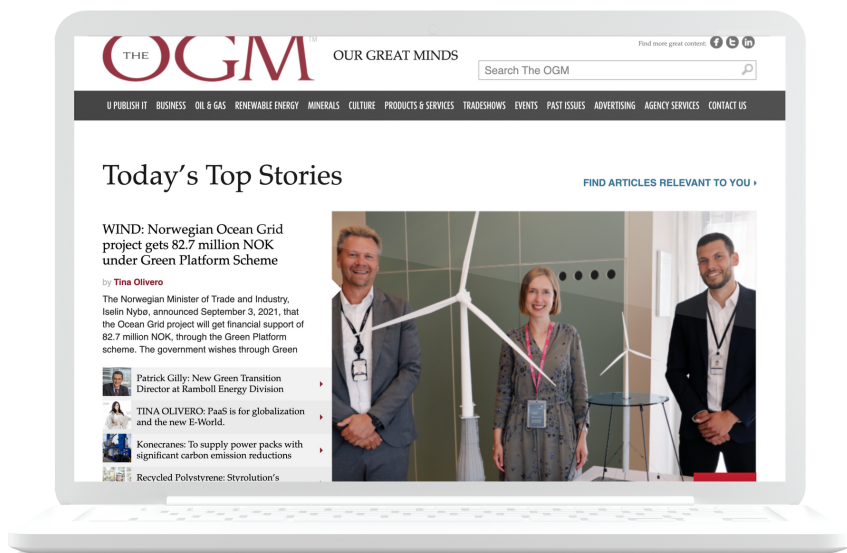 THE OGM™
OUR GREAT MINDS
Find more great content:
Search The OGM
U PUBLISH IT BUSINESS OIL & GAS RENEWABLE ENERGY MINERALS CULTURE PRODUCTS & SERVICES TRADESHOWS EVENTS PAST ISSUES ADVERTISING AGENCY SERVICES CONTACT US
Today's Top Stories
FIND ARTICLES RELEVANT TO YOU
WIND: Norwegian Ocean Grid
project gets 82.7 million NOK
under Green Platform Scheme
by Tina Olivero
The Norwegian Minister of Trade and Industry,
Iselin Nybø, announced September 3, 2021, that
the Ocean Grid project will get financial support of
82.7 million NOK, through the Green Platform
scheme. The government wishes through Green
Patrick Gilly: New Green Transition
Director at Ramboll Energy Division
TINA OLIVERO: PaaS is for globalization
and the new E-World.
Konecranes: To supply power packs with
significant carbon emission reductions
Recycled Polystyrene: Styrolution's